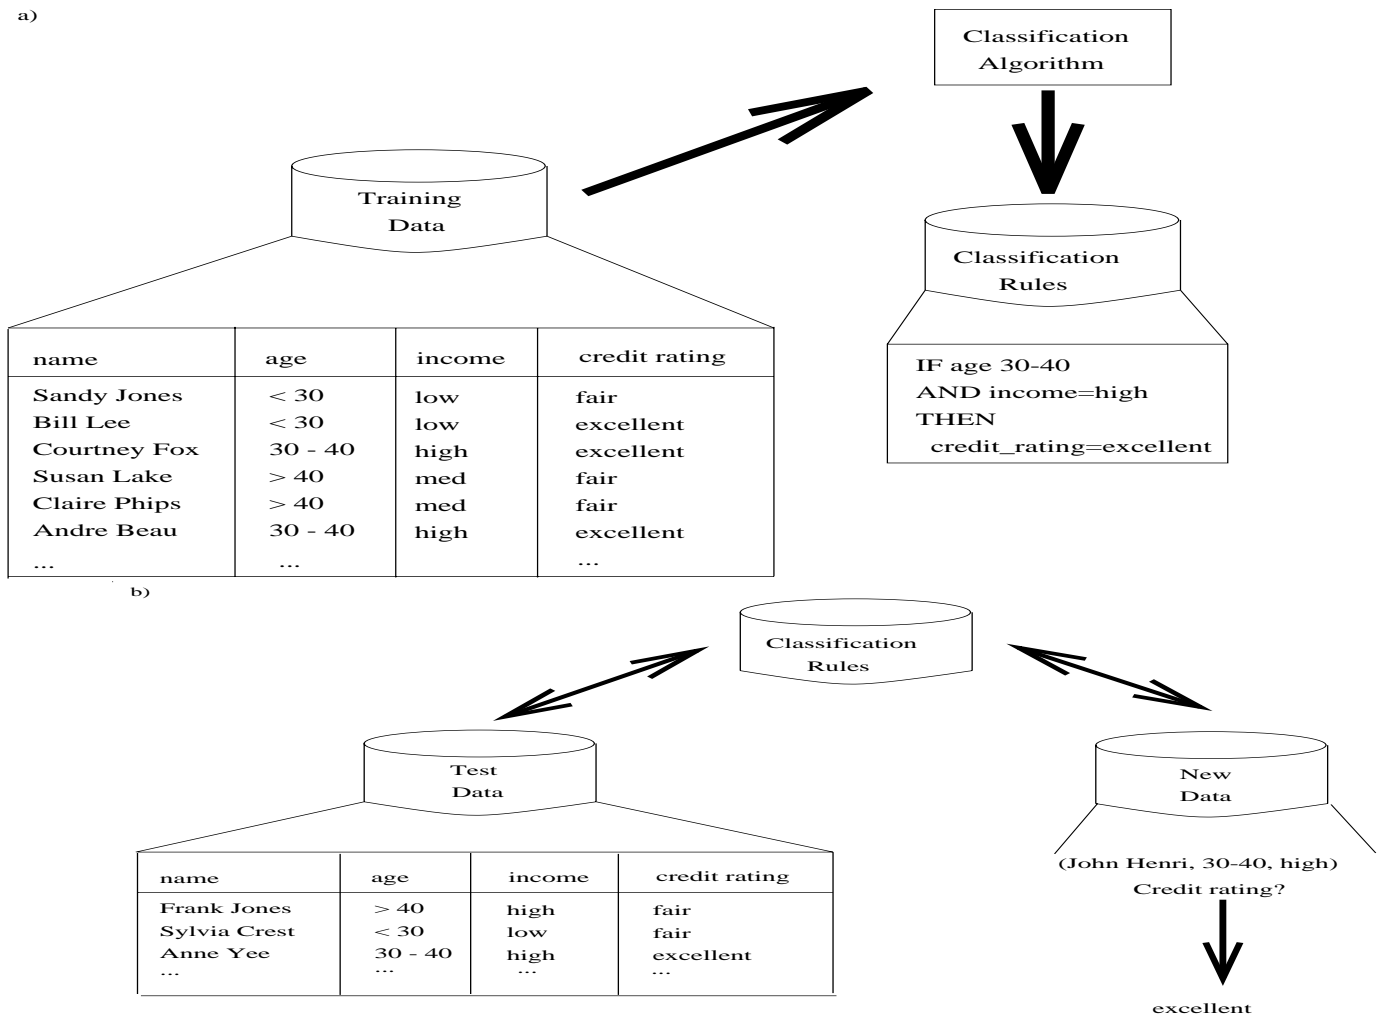 a)
Classification
Algorithm
Training
Data
Classification
Rules
name age income credit rating
Sandy Jones < 30 low fair
Bill Lee < 30 low excellent
Courtney Fox 30 - 40 high excellent
Susan Lake > 40 med fair
Claire Phips > 40 med fair
Andre Beau 30 - 40 high excellent
... ... ...
IF age 30-40
AND income=high
THEN
credit_rating=excellent
b)
Classification
Rules
Test
Data
name age income credit rating
Frank Jones > 40 high fair
Sylvia Crest < 30 low fair
Anne Yee 30 - 40 high excellent
... ... ... ...
New
Data
(John Henri, 30-40, high)
Credit rating?
excellent